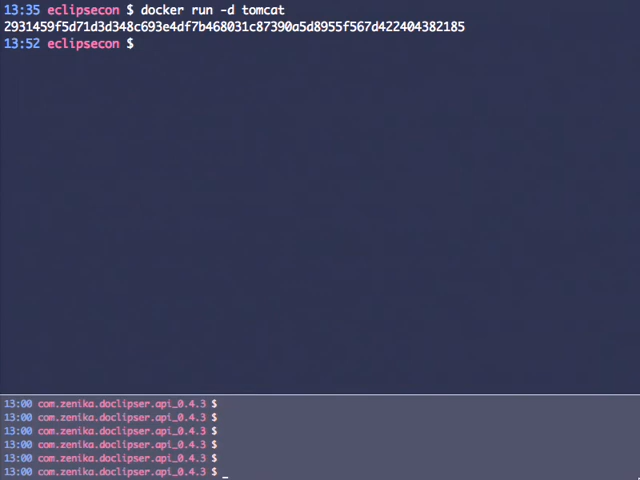 13:35 eclipsecon $ docker run -d tomcat
2931459f5d71d3d348c693e4df7b468031c87390a5d8955f567d422404382185
13:52 eclipsecon $
13:00 com.zenika.doclipser.api_0.4.3 $
13:00 com.zenika.doclipser.api_0.4.3 $
13:00 com.zenika.doclipser.api_0.4.3 $
13:00 com.zenika.doclipser.api_0.4.3 $
13:00 com.zenika.doclipser.api_0.4.3 $
13:00 com.zenika.doclipser.api_0.4.3 $ _